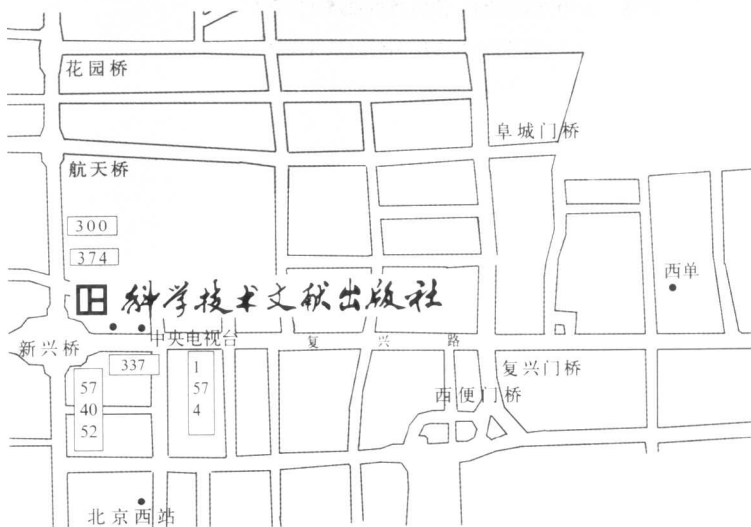 花园桥
阜城门桥
航天桥
300
374
西单
科学技术文献出版社
中央电视台
复兴路
新兴桥
337
复兴门桥
1
57
4
57
40
52
西便门桥
北京西站